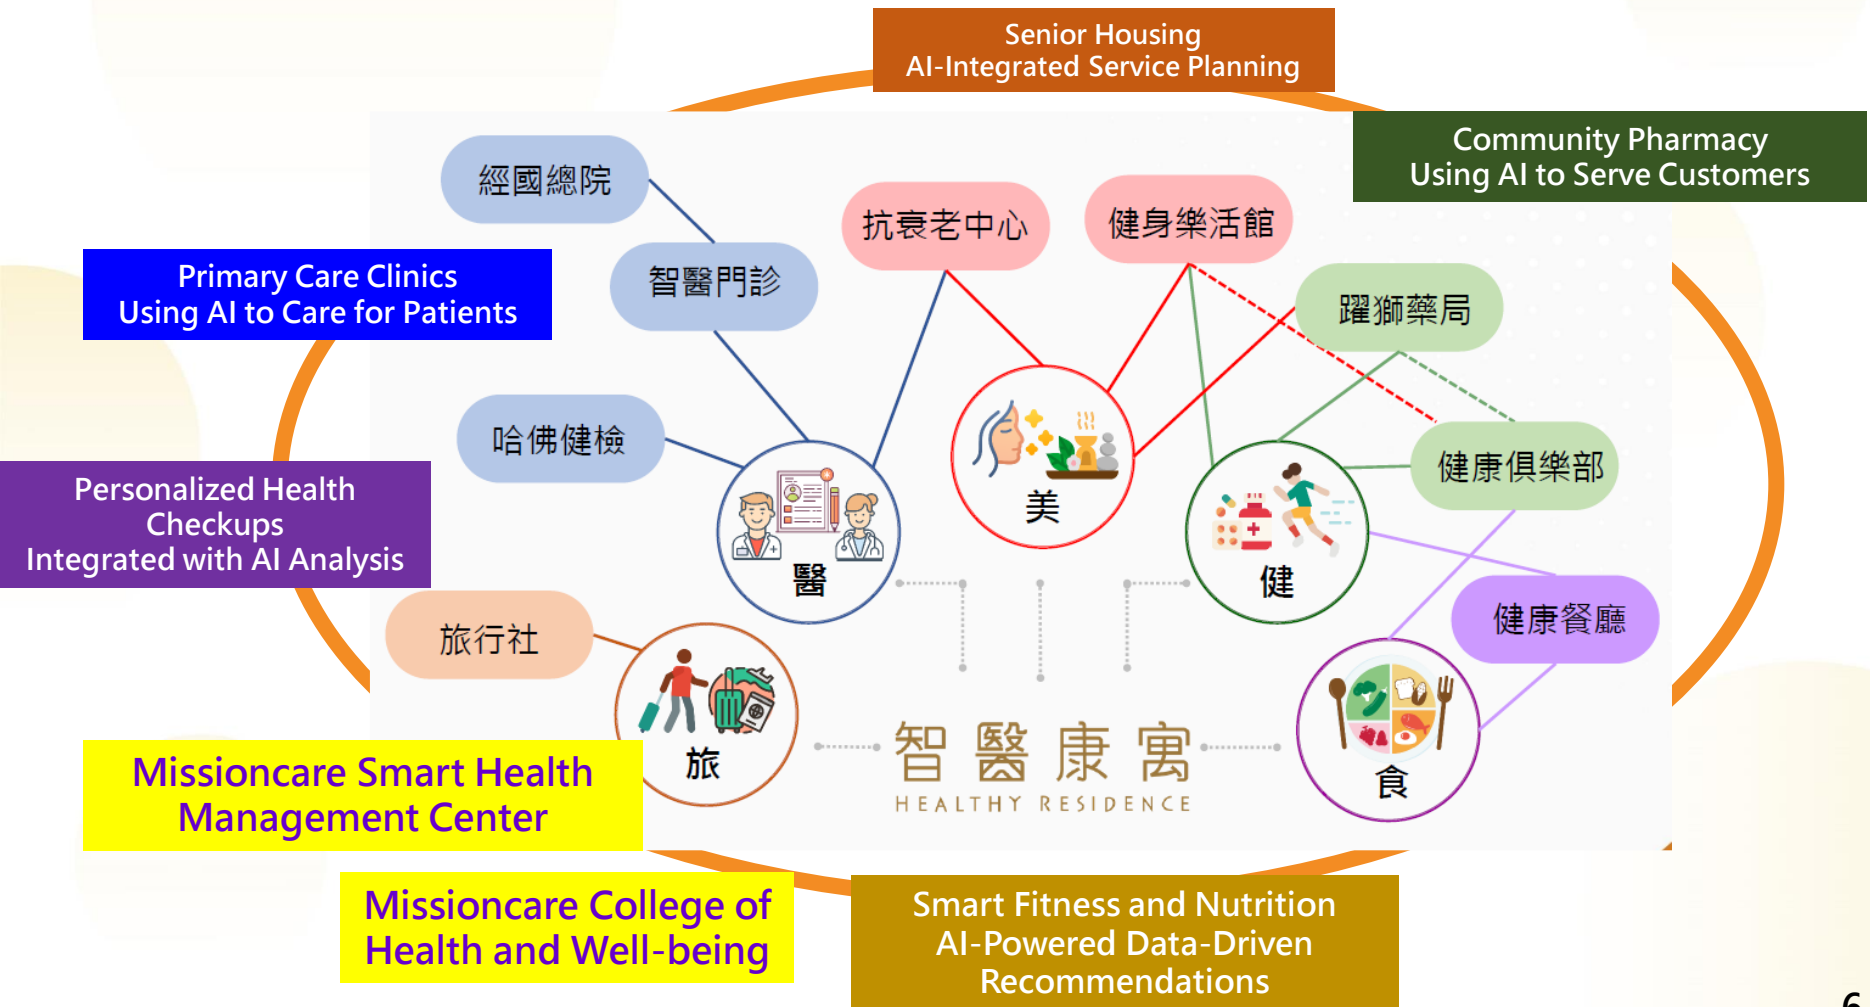 Senior Housing
AI-Integrated Service Planning
Community Pharmacy
Using AI to Serve Customers
經國總院
抗衰老中心
健身樂活館
智醫門診
躍獅藥局
Primary Care Clinics
Using AI to Care for Patients
哈佛健檢
健康俱樂部
美
Personalized Health
Checkups
Integrated with AI Analysis
醫
健
旅行社
健康餐廳
旅
食
智醫康寓
HEALTHY RESIDENCE
Missioncare Smart Health
Management Center
Missioncare College of
Health and Well-being
Smart Fitness and Nutrition
AI-Powered Data-Driven
Recommendations